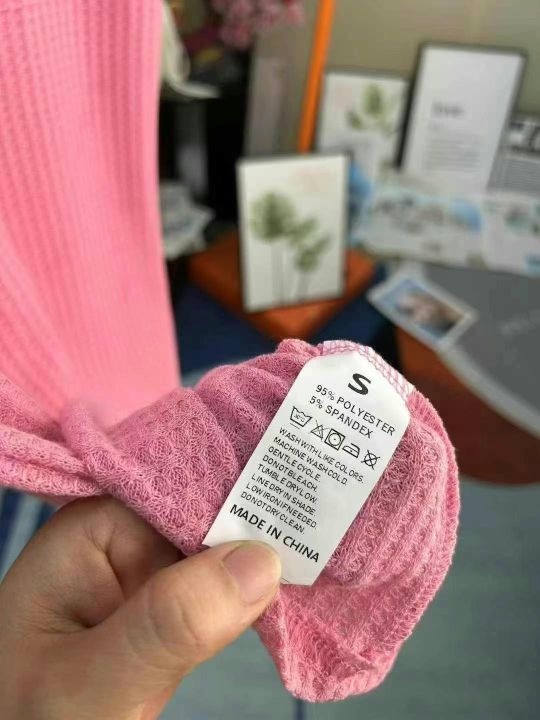 S
95% POLYESTER
5% SPANDEX
WASH WITH LIKE COLORS.
MACHINE WASH COLD.
GENTLE CYCLE.
DO NOT BLEACH.
TUMBLE DRY LOW.
LINE DRY IN SHADE.
LOW IRON IF NEEDED.
DO NOT DRY CLEAN.
MADE IN CHINA